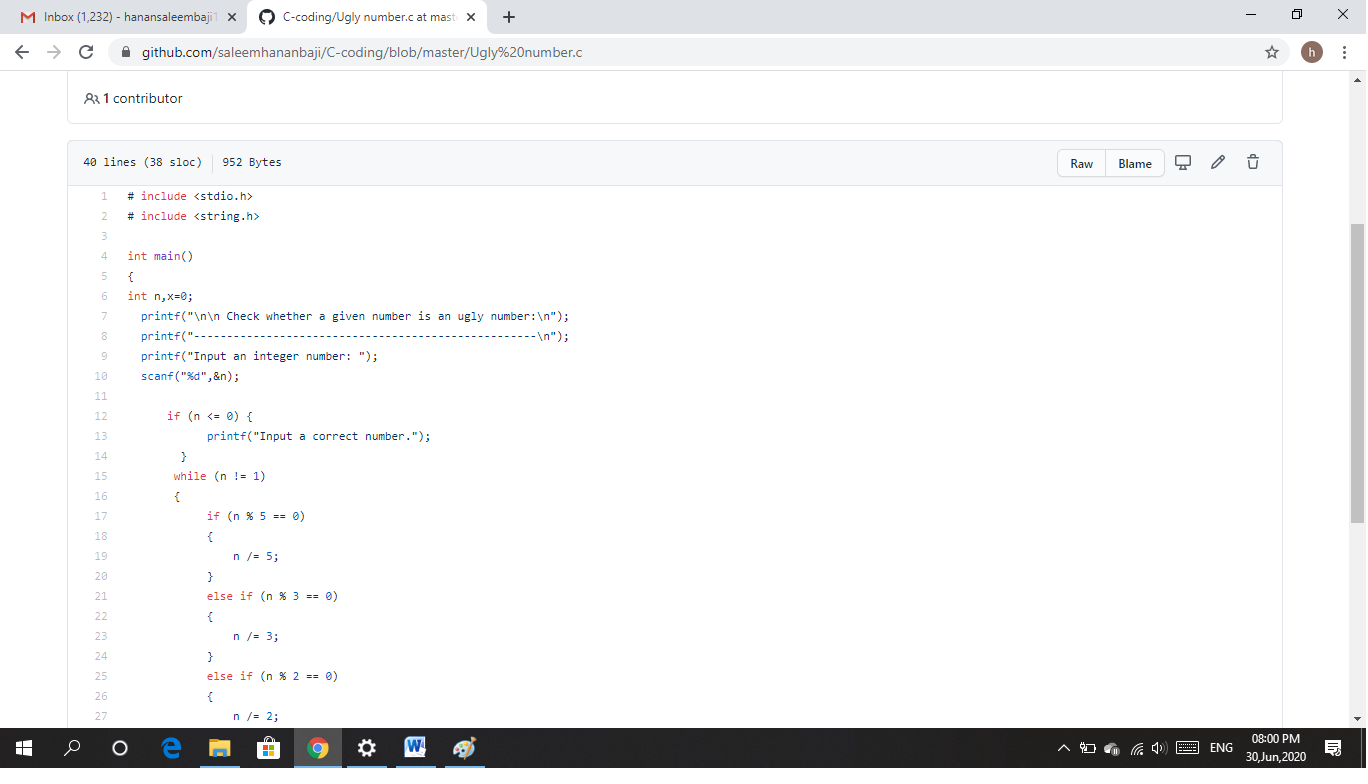 Inbox (1,232) - hanansaleembaji1
C-coding/Ugly number.c at mast
github.com/saleemhananbaji/C-coding/blob/master/Ugly%20number.c
h
1 contributor
40 lines (38 sloc) 952 Bytes
Raw Blame
1 # include <stdio.h>
2 # include <string.h>
3
4 int main()
5 {
6 int n,x=0;
7 printf("\n\n Check whether a given number is an ugly number:\n");
8 printf("----------------------------------------------------\n");
9 printf("Input an integer number: ");
10 scanf("%d",&n);
11
12 if (n <= 0) {
13 printf("Input a correct number.");
14 }
15 while (n != 1)
16 {
17 if (n % 5 == 0)
18 {
19 n /= 5;
20 }
21 else if (n % 3 == 0)
22 {
23 n /= 3;
24 }
25 else if (n % 2 == 0)
26 {
27 n /= 2;
ENG
08:00 PM
30,Jun,2020